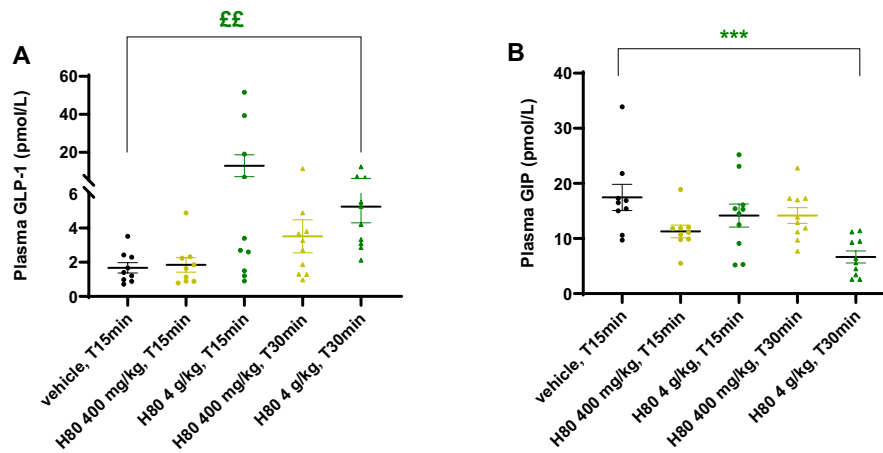 ££
A
Plasma GLP-1 (pmol/L)
60
40
20
6
4
2
0
vehicle, T15min
H80 400 mg/kg, T15min
H80 4 g/kg, T15min
H80 400 mg/kg, T30min
H80 4 g/kg, T30min
***
B
Plasma GIP (pmol/L)
40
30
20
10
0
vehicle, T15min
H80 400 mg/kg, T15min
H80 4 g/kg, T15min
H80 400 mg/kg, T30min
H80 4 g/kg, T30min